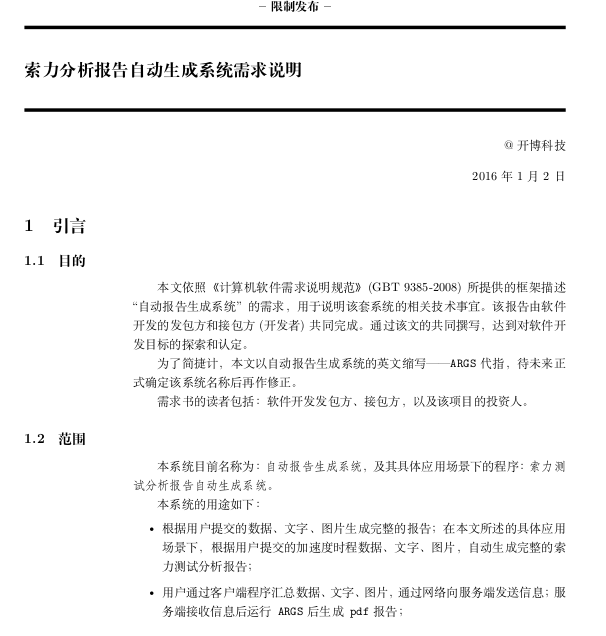 – 限制发布 –
索力分析报告自动生成系统需求说明
@ 开博科技
2016 年 1 月 2 日
1 引言
1.1 目的
本文依照《计算机软件需求说明规范》(GBT 9385-2008) 所提供的框架描述
“自动报告生成系统” 的需求，用于说明该套系统的相关技术事宜。该报告由软件
开发的发包方和接包方 (开发者) 共同完成。通过该文的共同撰写，达到对软件开
发目标的探索和认定。
为了简捷计，本文以自动报告生成系统的英文缩写——ARGS 代指，待未来正
式确定该系统名称后再作修正。
需求书的读者包括：软件开发发包方、接包方，以及该项目的投资人。
1.2 范围
本系统目前名称为：自动报告生成系统，及其具体应用场景下的程序：索力测
试分析报告自动生成系统。
本系统的用途如下：
• 根据用户提交的数据、文字、图片生成完整的报告；在本文所述的具体应用
场景下，根据用户提交的加速度时程数据、文字、图片，自动生成完整的索
力测试分析报告；
• 用户通过客户端程序汇总数据、文字、图片，通过网络向服务端发送信息；服
务端接收信息后运行 ARGS 后生成 pdf 报告；